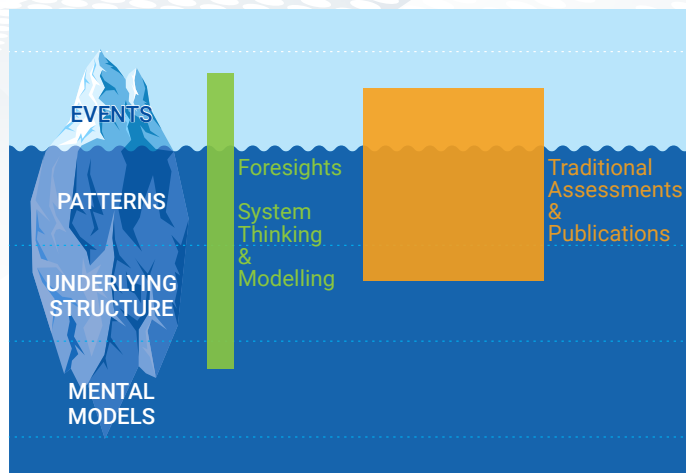 EVENTS
PATTERNS
UNDERLYING
STRUCTURE
MENTAL
MODELS
Foresights
System
Thinking
&
Modelling
Traditional
Assessments
&
Publications